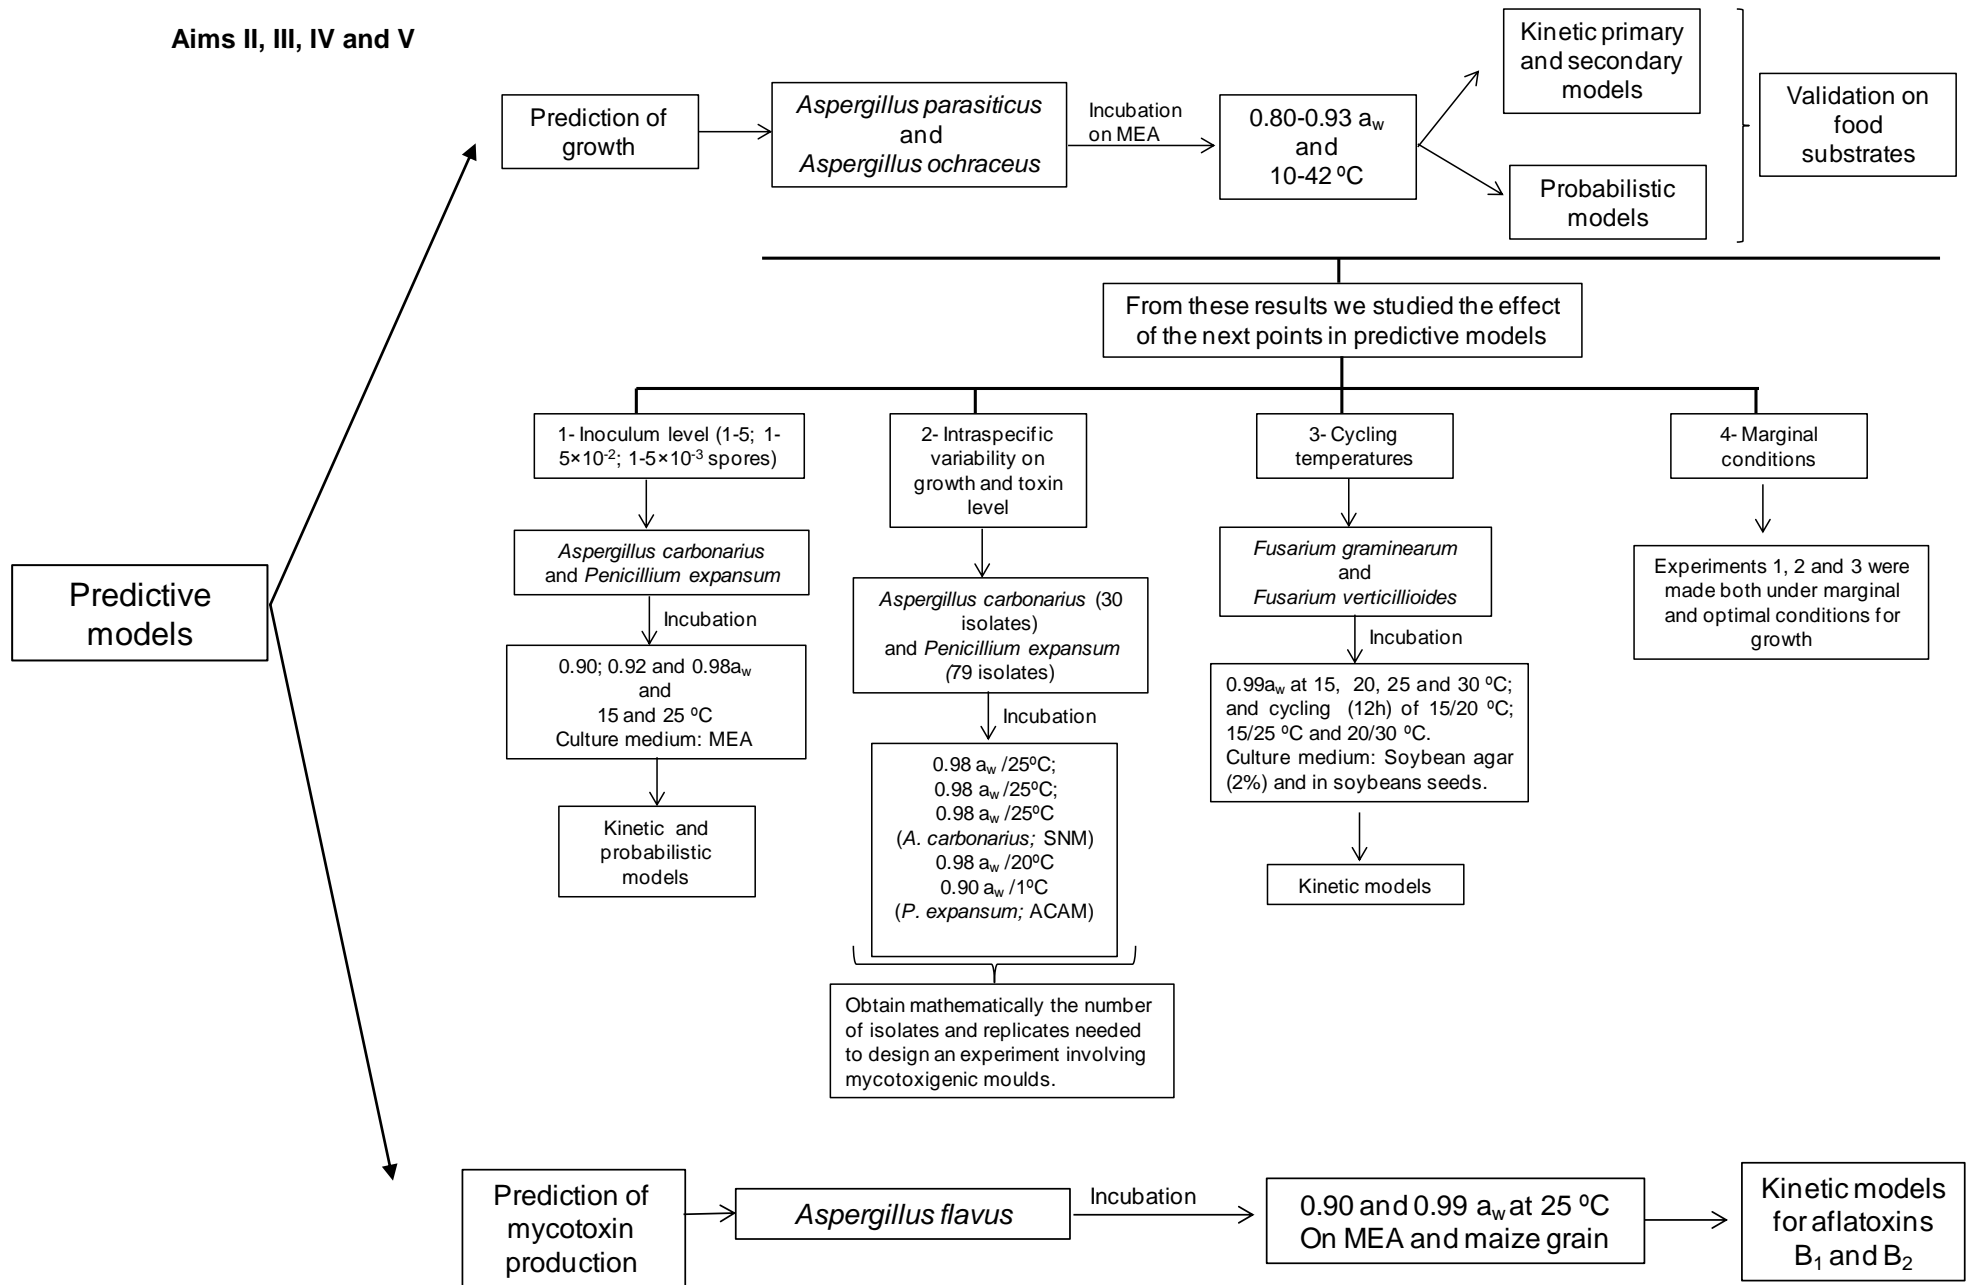 Aims II, III, IV and V
Prediction of
growth
Aspergillus parasiticus
and
Aspergillus ochraceus
Incubation
on MEA
0.80-0.93 aw
and
10-42 ºC
Kinetic primary
and secondary
models
Probabilistic
models
Validation on
food
substrates
From these results we studied the effect
of the next points in predictive models
1- Inoculum level (1-5; 1-
5×10-2; 1-5×10-3 spores)
Aspergillus carbonarius
and Penicillium expansum
Incubation
0.90; 0.92 and 0.98aw
and
15 and 25 ºC
Culture medium: MEA
Kinetic and
probabilistic
models
2- Intraspecific
variability on
growth and toxin
level
Aspergillus carbonarius (30
isolates)
and Penicillium expansum
(79 isolates)
Incubation
0.98 aw /25ºC;
0.98 aw /25ºC;
0.98 aw /25ºC
(A. carbonarius; SNM)
0.98 aw /20ºC
0.90 aw /1ºC
(P. expansum; ACAM)
Obtain mathematically the number
of isolates and replicates needed
to design an experiment involving
mycotoxigenic moulds.
3- Cycling
temperatures
Fusarium graminearum
and
Fusarium verticillioides
Incubation
0.99aw at 15, 20, 25 and 30 ºC;
and cycling (12h) of 15/20 ºC;
15/25 ºC and 20/30 ºC.
Culture medium: Soybean agar
(2%) and in soybeans seeds.
Kinetic models
4- Marginal
conditions
Experiments 1, 2 and 3 were
made both under marginal
and optimal conditions for
growth
Predictive
models
Prediction of
mycotoxin
production
Aspergillus flavus
Incubation
0.90 and 0.99 aw at 25 ºC
On MEA and maize grain
Kinetic models
for aflatoxins
B1 and B2